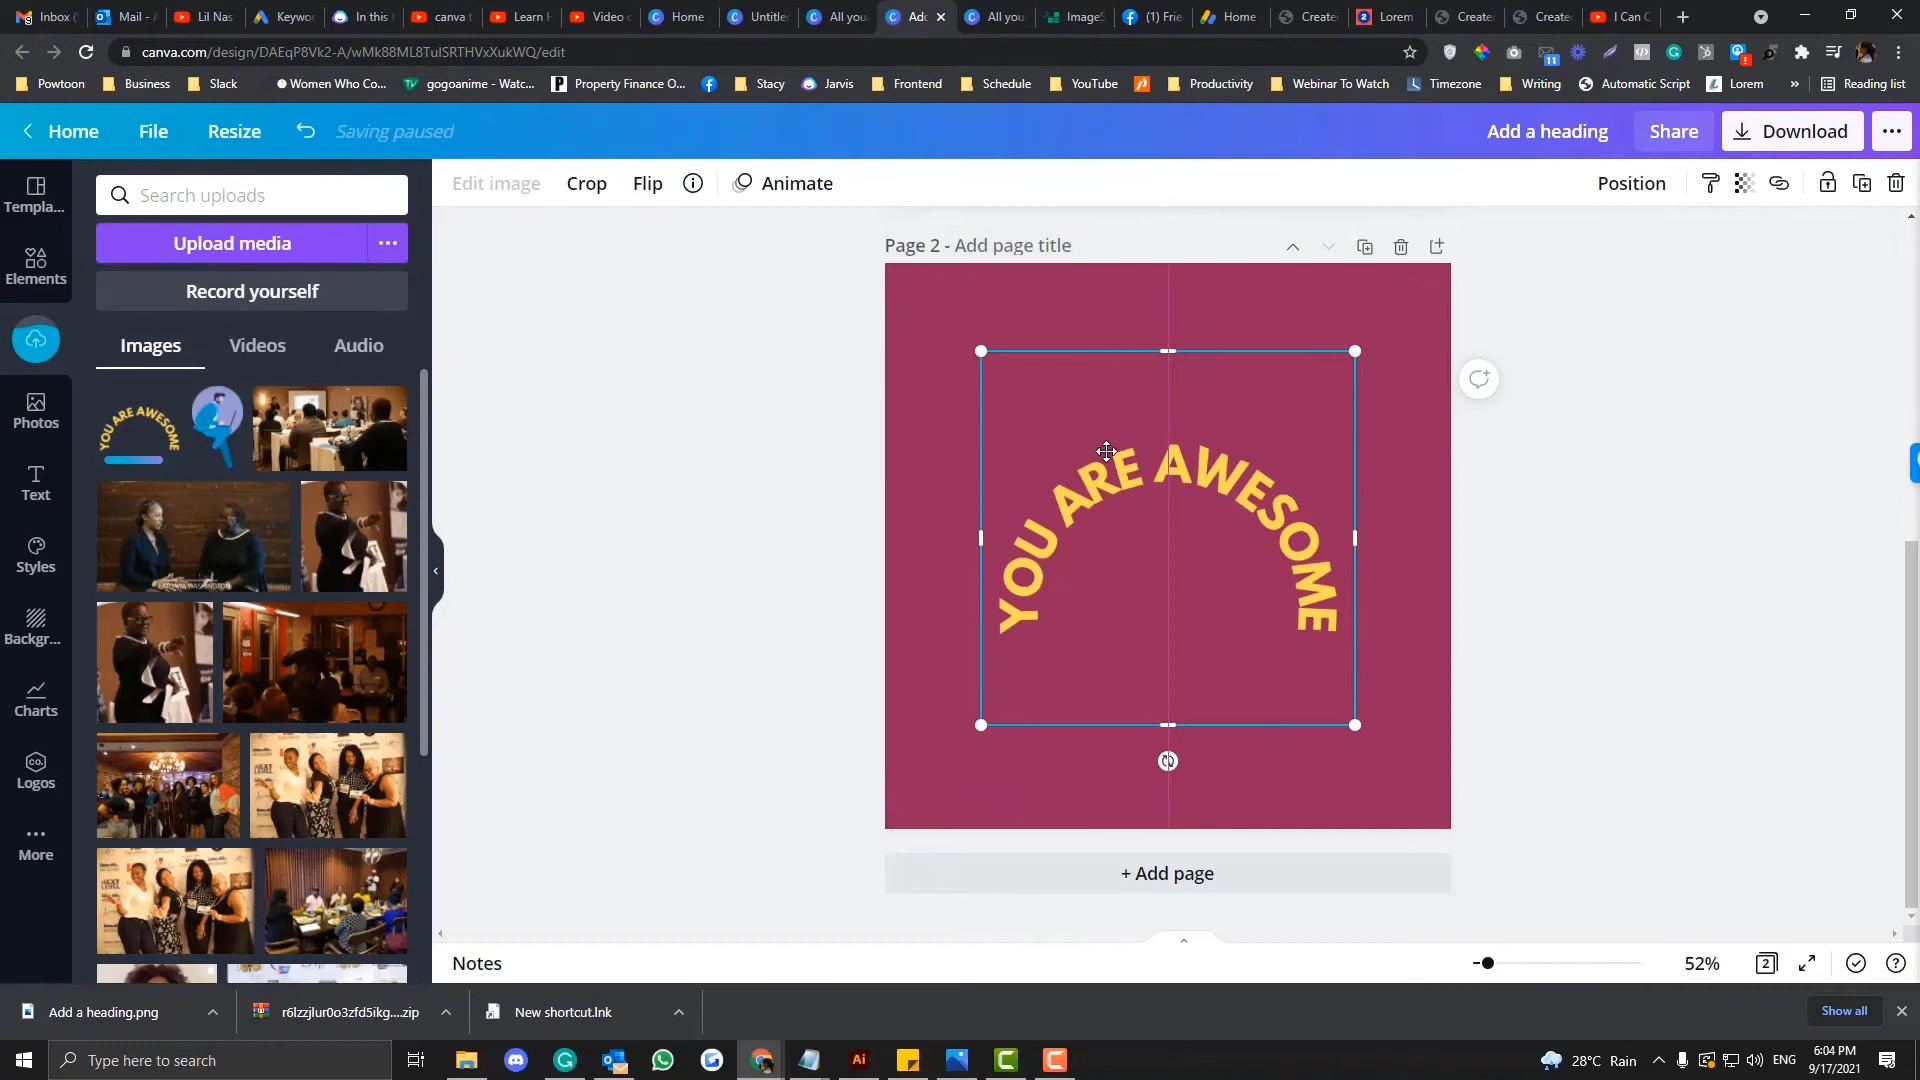 Inbox (
Mail -
Lil Nas
Keywor
In this
canva t
Learn H
Video c
Home
Untitle
All you
Add
All you
ImageS
(1) Frie
Home
Create
Lorem
Create
Create
I Can C
canva.com/design/DAEqP8Vk2-A/wMk88ML8TuISRTHVxXukWQ/edit
Powtoon
Business
Slack
Women Who Co...
gogoanime - Watc...
Property Finance O...
Stacy
Jarvis
Frontend
Schedule
YouTube
Productivity
Webinar To Watch
Timezone
Writing
Automatic Script
Lorem
»
Reading list
Home
File
Resize
Saving paused
Add a heading
Share
Download
Templa...
Elements
Photos
Text
Styles
Backgr...
Charts
Logos
More
Search uploads
Upload media
Record yourself
Images
Videos
Audio
YOU ARE AWESOME
Edit image
Crop
Flip
Animate
Position
Page 2 - Add page title
YOU ARE AWESOME
+ Add page
Notes
52%
2
Add a heading.png
r6lzzjlur0o3zfd5ikg....zip
New shortcut.lnk
Show all
Type here to search
28°C Rain
ENG
6:04 PM
9/17/2021